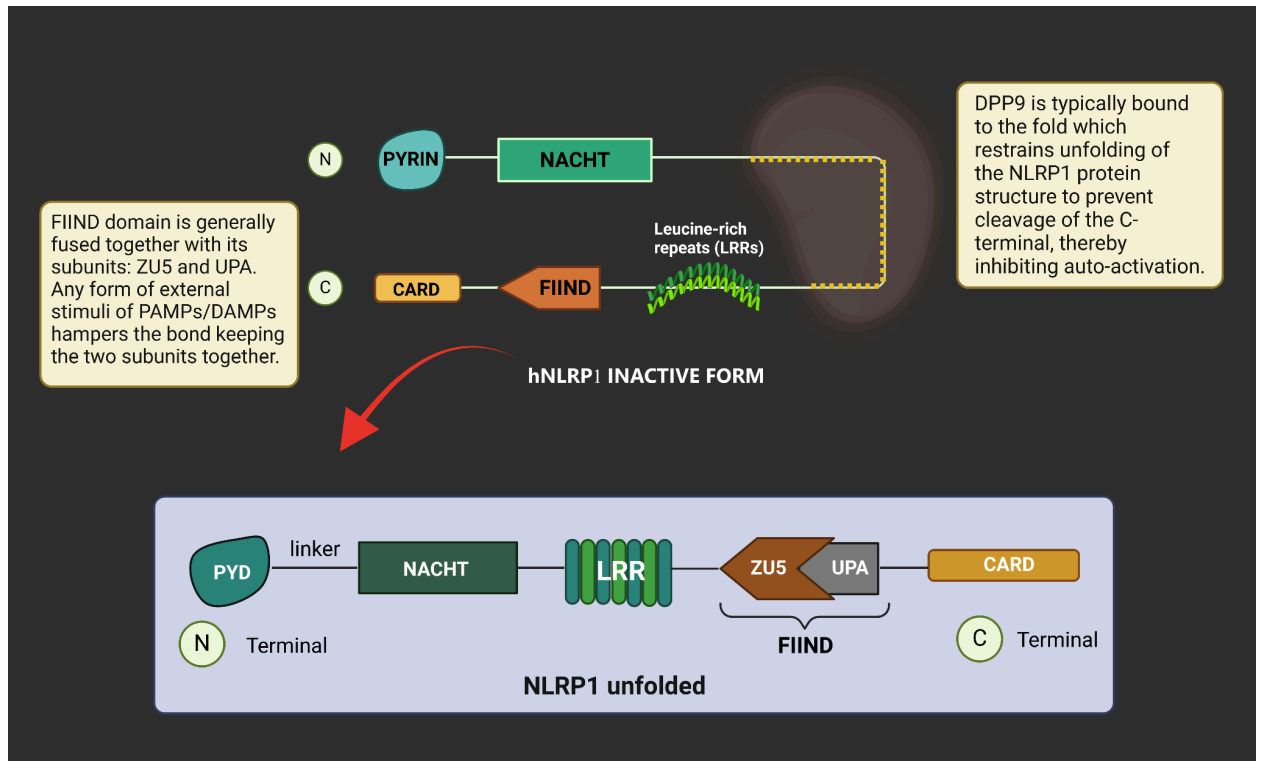 DPP9 is typically bound
to the fold which
restrains unfolding of
the NLRP1 protein
structure to prevent
cleavage of the C-
terminal, thereby
inhibiting auto-activation.
N
PYRIN
NACHT
FIIND domain is generally
fused together with its
subunits: ZU5 and UPA.
Any form of external
stimuli of PAMPs/DAMPs
hampers the bond keeping
the two subunits together.
Leucine-rich
repeats (LRRs)
C
CARD
FIIND
hNLRP1 INACTIVE FORM
PYD
linker
NACHT
LRR
ZU5
UPA
CARD
N
Terminal
FIIND
C
Terminal
NLRP1 unfolded